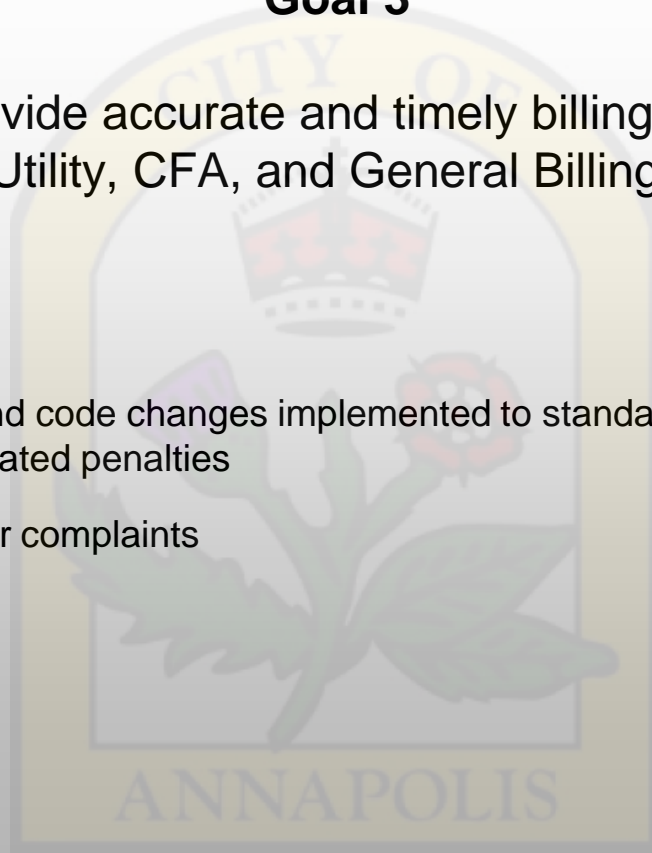 Goal 3
CITY OF
vide accurate and timely billing
Utility, CFA, and General Billing
nd code changes implemented to standa
ated penalties
r complaints
ANNAPOLIS